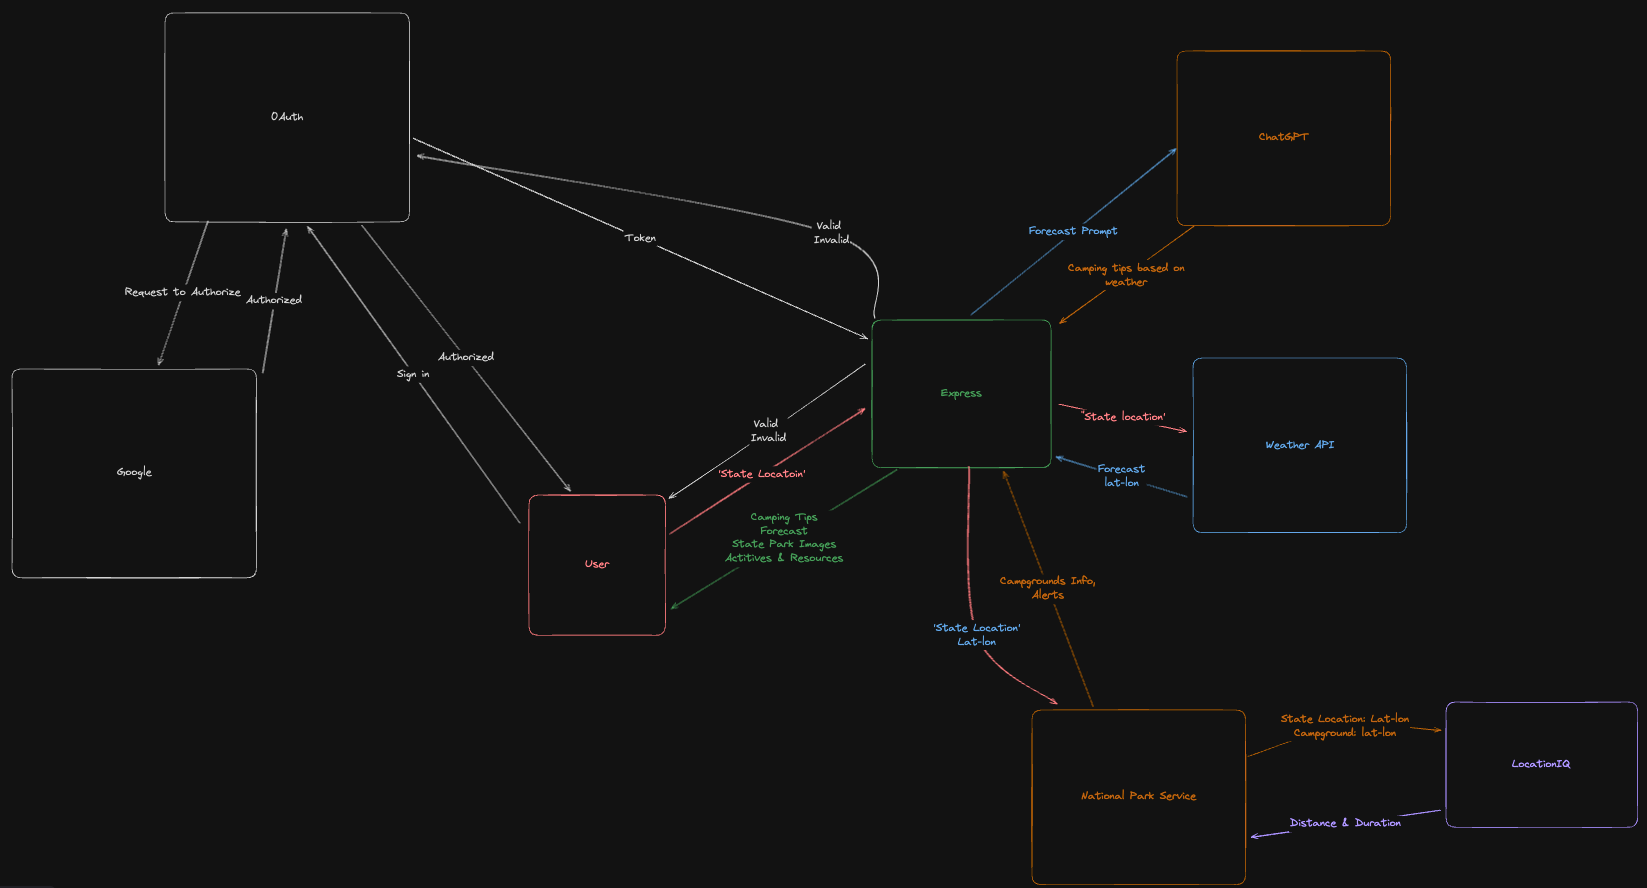 OAuth
ChatGPT
Valid
Invalid
Token
Forecast Prompt
Camping tips based on
weather
Request to Authorize
Authorized
Authorized
Sign in
Express
"State location'
Valid
Invalid
Weather API
Google
'State Locatoin'
Forecast
lat-lon
Camping Tips
Forecast
State Park Images
Actitives & Resources
User
Campgrounds Info,
Alerts
'State Location'
Lat-lon
State Location: Lat-lon
Campground: lat-lon
LocationIQ
National Park Service
Distance & Duration